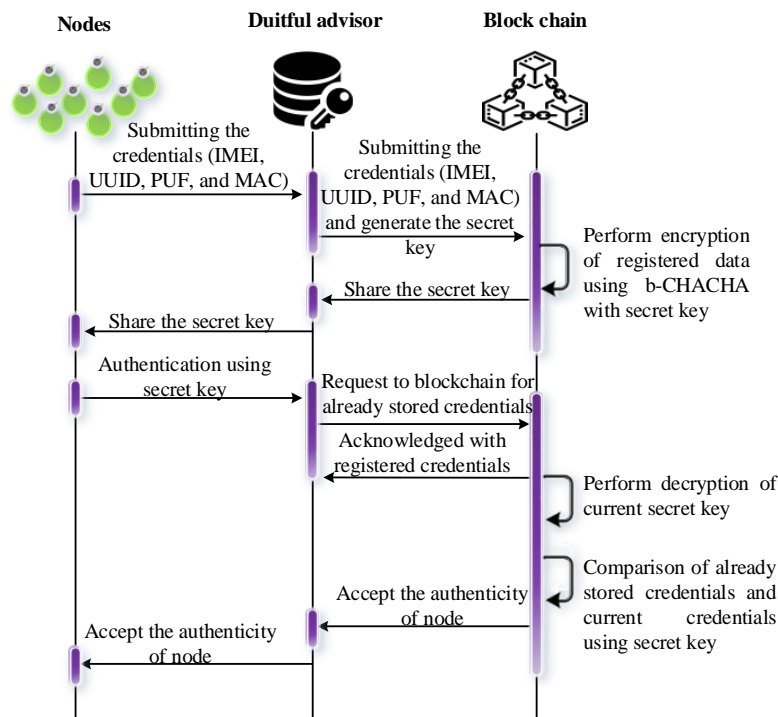 Nodes
Duitful advisor
Block chain
Submitting the
credentials (IMEI,
UUID, PUF, and MAC)
Submitting the
credentials (IMEI,
UUID, PUF, and MAC)
and generate the secret
key
Perform encryption
of registered data
using b-CHACHA
with secret key
Share the secret key
Share the secret key
Authentication using
secret key
Request to blockchain for
already stored credentials
Acknowledged with
registered credentials
Perform decryption of
current secret key
Comparison of already
stored credentials and
current credentials
using secret key
Accept the authenticity
of node
Accept the authenticity
of node